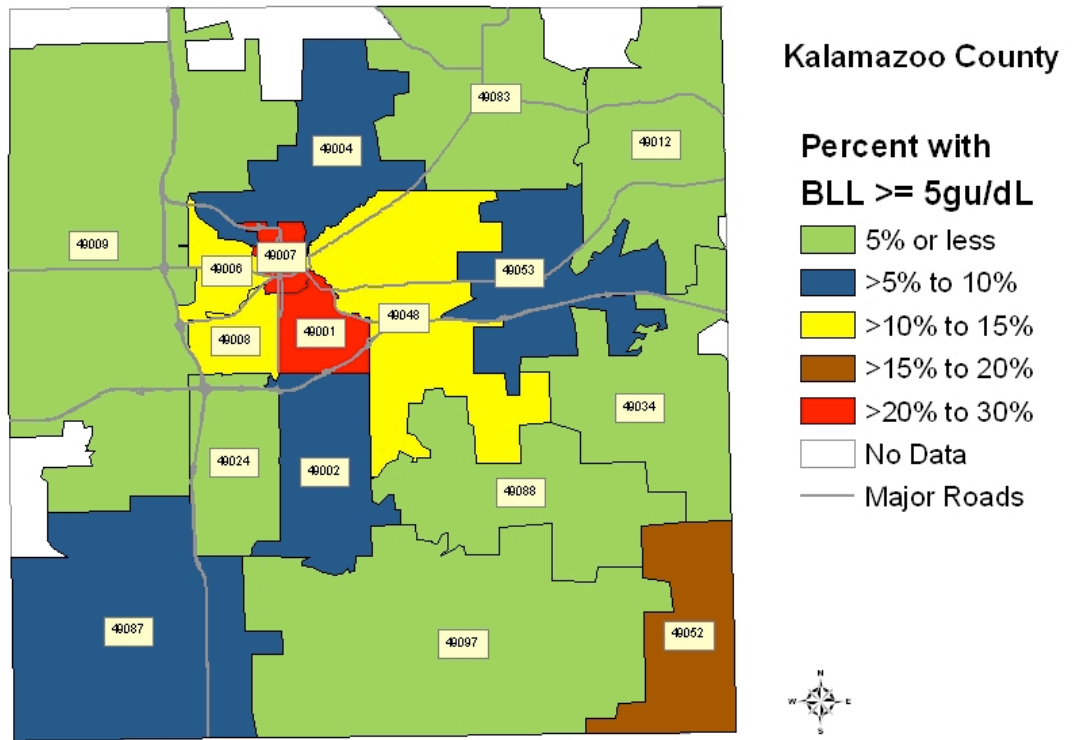 Kalamazoo County
Percent with
BLL >= 5gu/dL
5% or less
>5% to 10%
>10% to 15%
>15% to 20%
>20% to 30%
No Data
Major Roads
49083
49004
49012
49009
49007
49006
49053
49048
49001
49008
49034
49024
49002
49088
49087
49097
49052
N
W E
S